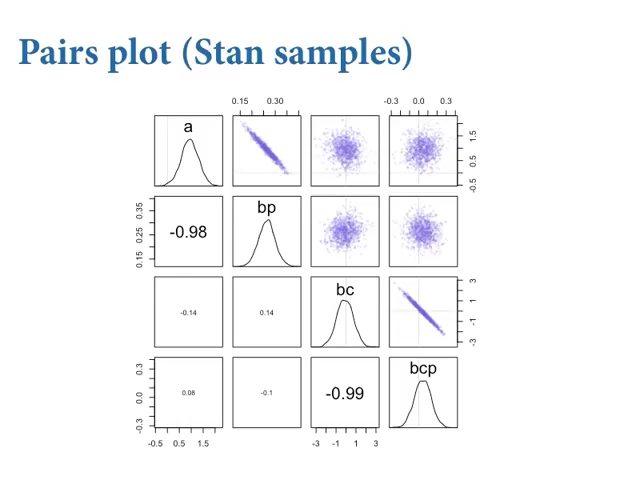 Pairs plot (Stan samples)
0.15 0.30 -0.3 0.0 0.3
a
-0.5 0.5 1.5
0.15 0.25 0.35
-0.98
bp
-0.14
0.14
bc
-3 -1 1 3
-0.3 0.0 0.3
0.08
-0.1
-0.99
bcp
-0.5 0.5 1.5 -3 -1 1 3